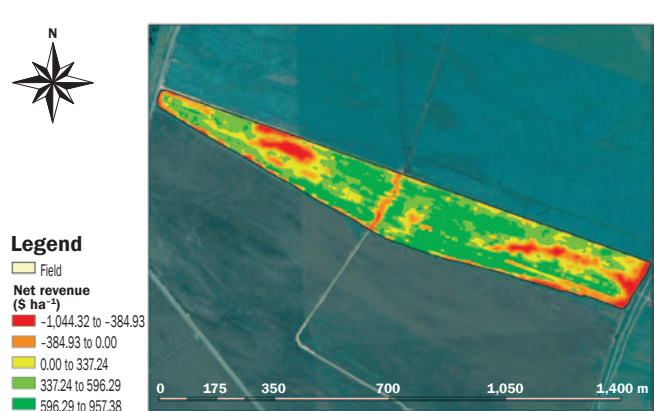 N
Legend
Field
Net revenue
($ ha⁻¹)
−1,044.32 to −384.93
−384.93 to 0.00
0.00 to 337.24
337.24 to 596.29
596.29 to 957.38
0 175 350 700 1,050 1,400 m